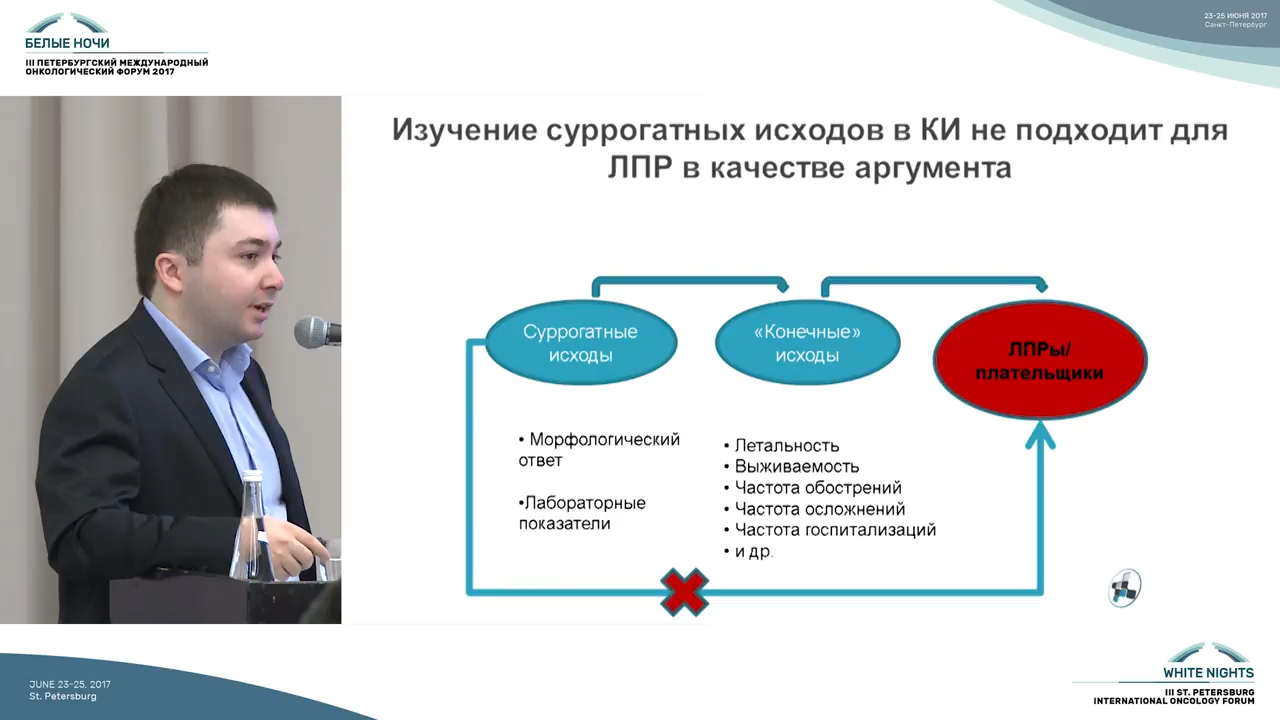 БЕЛЫЕ НОЧИ
III ПЕТЕРБУРГСКИЙ МЕЖДУНАРОДНЫЙ
ОНКОЛОГИЧЕСКИЙ ФОРУМ 2017
23-25 ИЮНЯ 2017
Санкт-Петербург
Изучение суррогатных исходов в КИ не подходит для
ЛПР в качестве аргумента
Суррогатные
исходы
«Конечные»
исходы
ЛПРы/
плательщики
• Морфологический
ответ
•Лабораторные
показатели
• Летальность
• Выживаемость
• Частота обострений
• Частота осложнений
• Частота госпитализаций
• и др.
JUNE 23-25. 2017
St. Petersburg
WHITE NIGHTS
III ST. PETERSBURG
INTERNATIONAL ONCOLOGY FORUM